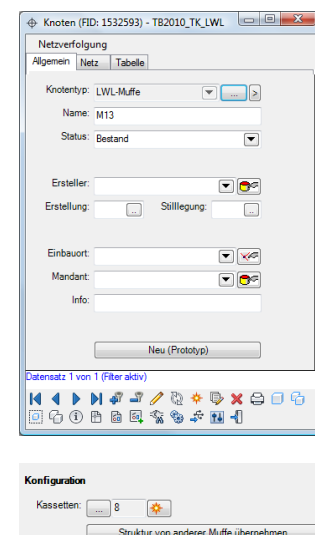 Knoten (FID: 1532593) - TB2010_TK_LWL
Netzverfolgung
Allgemein Netz Tabelle
Knotentyp: LWL-Muffe ... >
Name: M13
Status: Bestand
Ersteller:
Erstellung: .. Stilllegung: ..
Einbauort:
Mandant:
Info:
Neu (Prototyp)
Datensatz 1 von 1 (Filter aktiv)
Konfiguration
Kassetten: ... 8
Struktur von anderer Muffe übernehmen